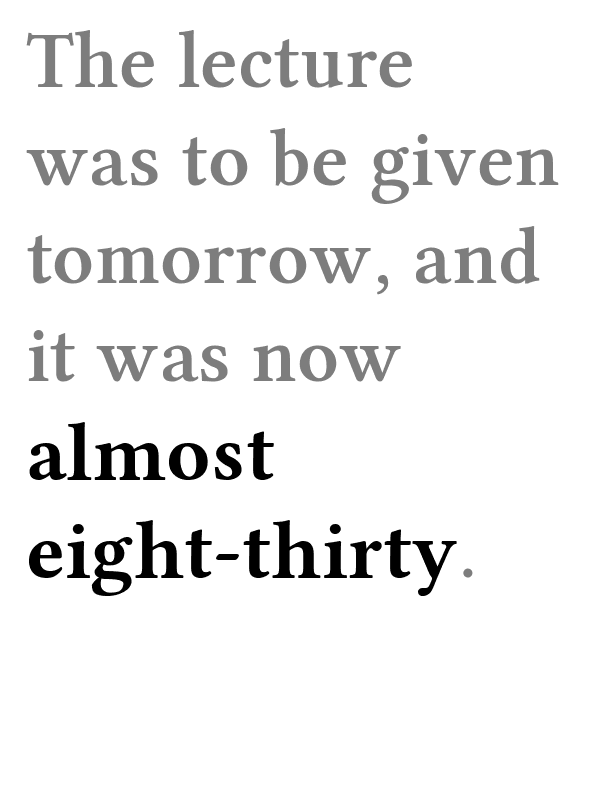 The lecture
was to be given
tomorrow, and
it was now
almost
eight-thirty.